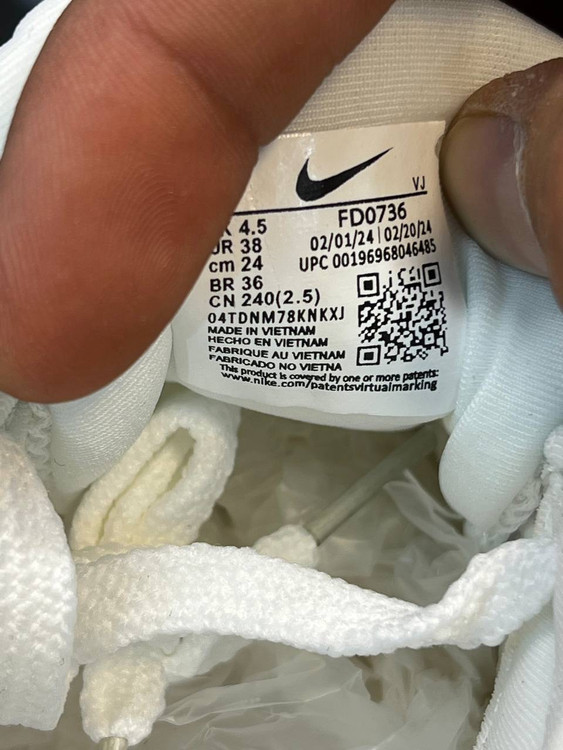 VJ
FD0736
4.5
02/01/24 | 02/20/24
38
UPC 00196968046485
cm 24
BR 36
CN 240(2.5)
04TDNM78KNKXJ
MADE IN VIETNAM
HECHO EN VIETNAM
FABRIQUE AU VIETNAM
FABRICADO NO VIETNA
This product is covered by one or more patents:
www.nike.com/patentsvirtualmarking